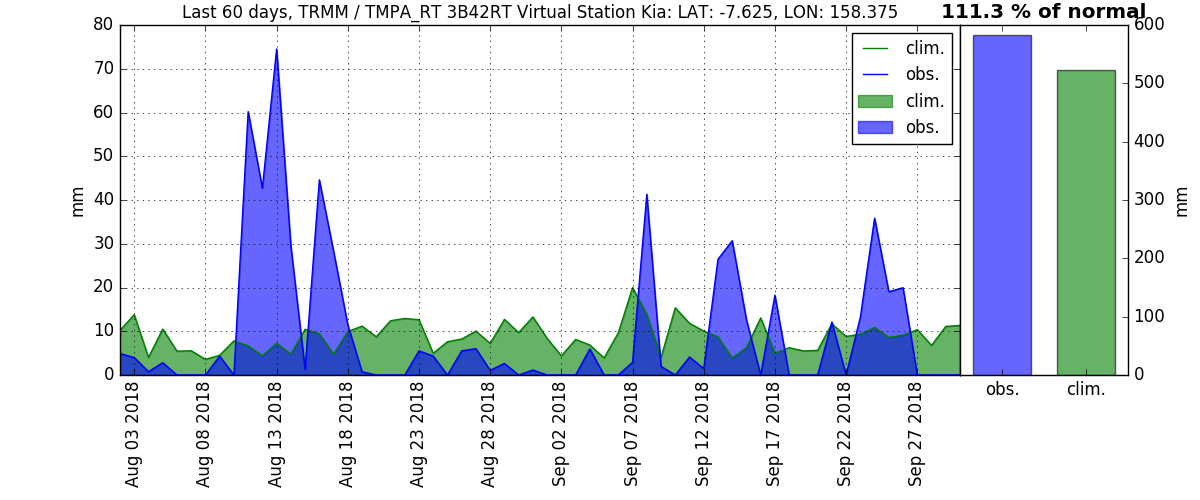 Last 60 days, TRMM / TMPA_RT 3B42RT Virtual Station Kia: LAT: -7.625, LON: 158.375
111.3 % of normal
mm
80
70
60
50
40
30
20
10
0
clim.
obs.
clim.
obs.
Aug 03 2018
Aug 08 2018
Aug 13 2018
Aug 18 2018
Aug 23 2018
Aug 28 2018
Sep 02 2018
Sep 07 2018
Sep 12 2018
Sep 17 2018
Sep 22 2018
Sep 27 2018
600
500
400
300
200
100
0
mm
obs.
clim.